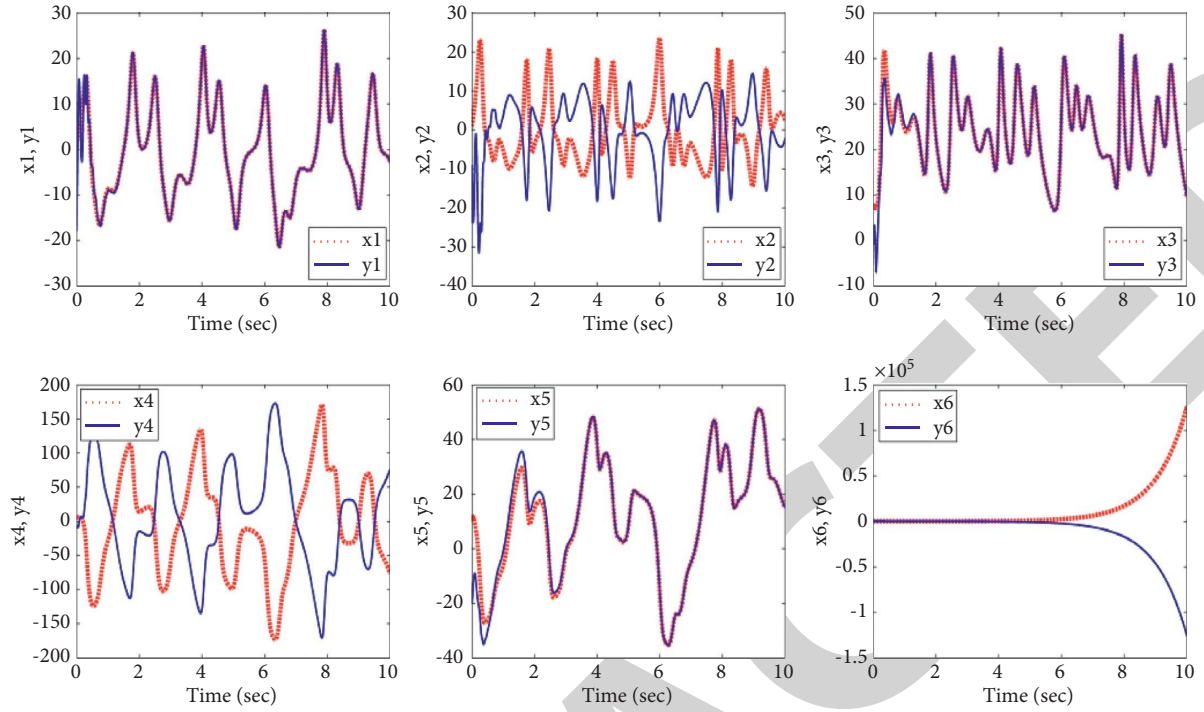 30
20
10
0
-10
-20
-30
x1, y1
x1
y1
0 2 4 6 8 10
Time (sec)
30
20
10
0
-10
-20
-30
-40
x2, y2
x2
y2
0 2 4 6 8 10
Time (sec)
50
40
30
20
10
0
-10
x3, y3
x3
y3
0 2 4 6 8 10
Time (sec)
200
150
100
50
0
-50
-100
-150
-200
x4, y4
x4
y4
0 2 4 6 8 10
Time (sec)
60
40
20
0
-20
-40
x5, y5
x5
y5
0 2 4 6 8 10
Time (sec)
×10^5
1.5
1
0.5
0
-0.5
-1
-1.5
x6, y6
x6
y6
0 2 4 6 8 10
Time (sec)